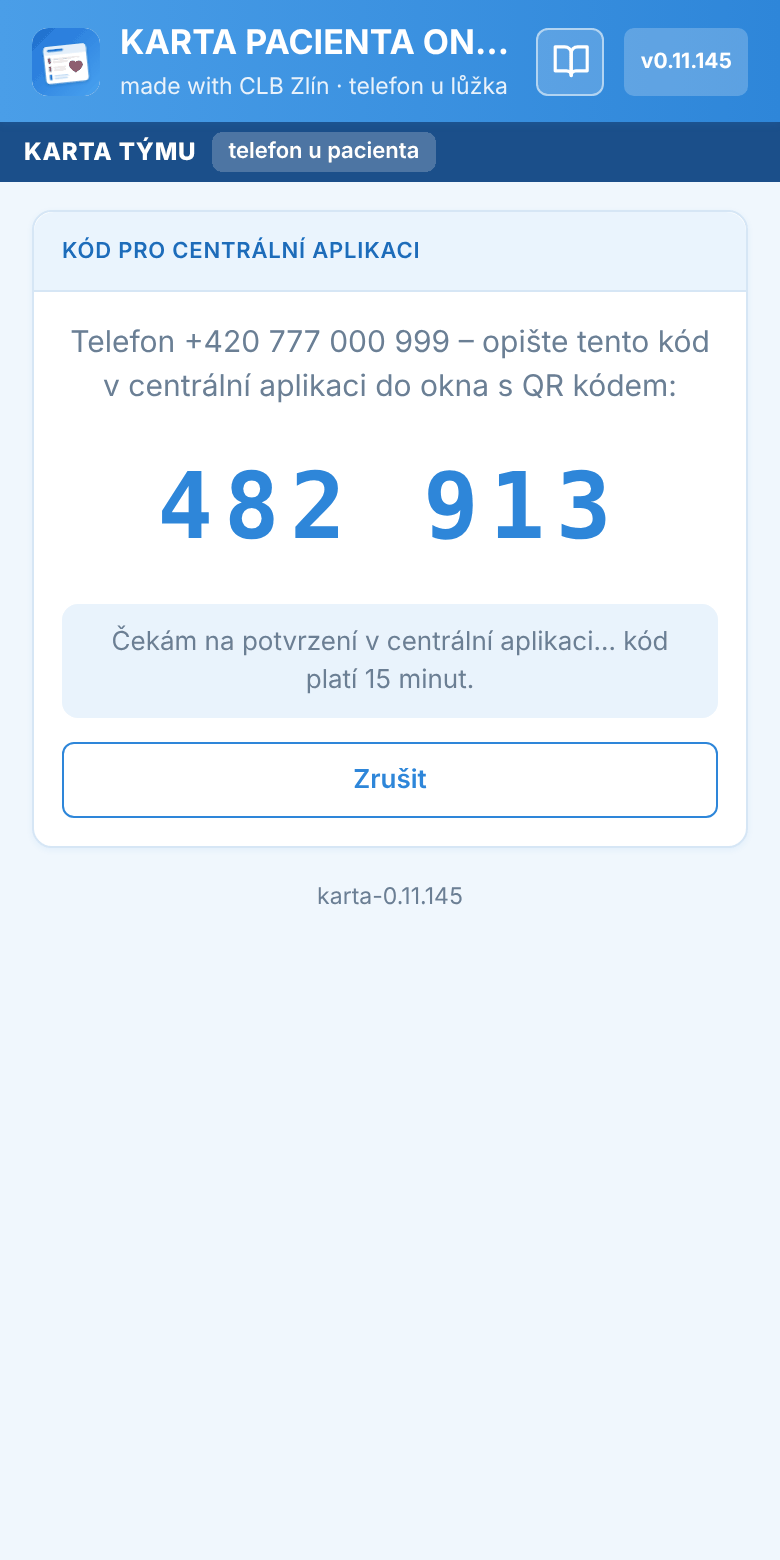 KARTA PACIENTA ON...
made with CLB Zlín · telefon u lůžka
v0.11.145
KARTA TÝMU
telefon u pacienta
KÓD PRO CENTRÁLNÍ APLIKACI
Telefon +420 777 000 999 – opište tento kód
v centrální aplikaci do okna s QR kódem:
482 913
Čekám na potvrzení v centrální aplikaci... kód
platí 15 minut.
Zrušit
karta-0.11.145